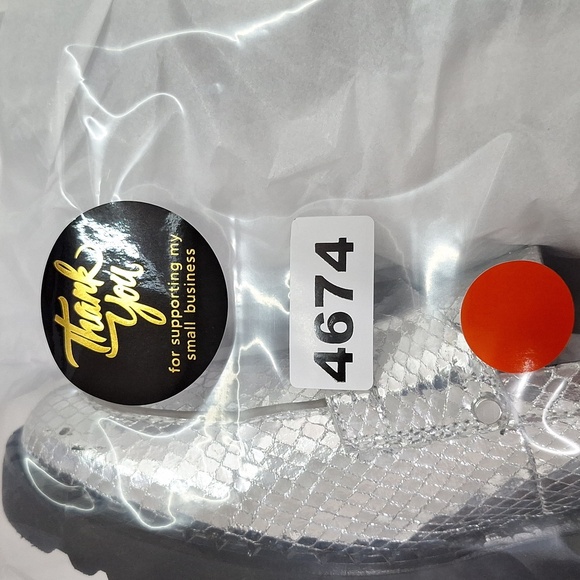 Thank
you
for supporting my
small business
4674